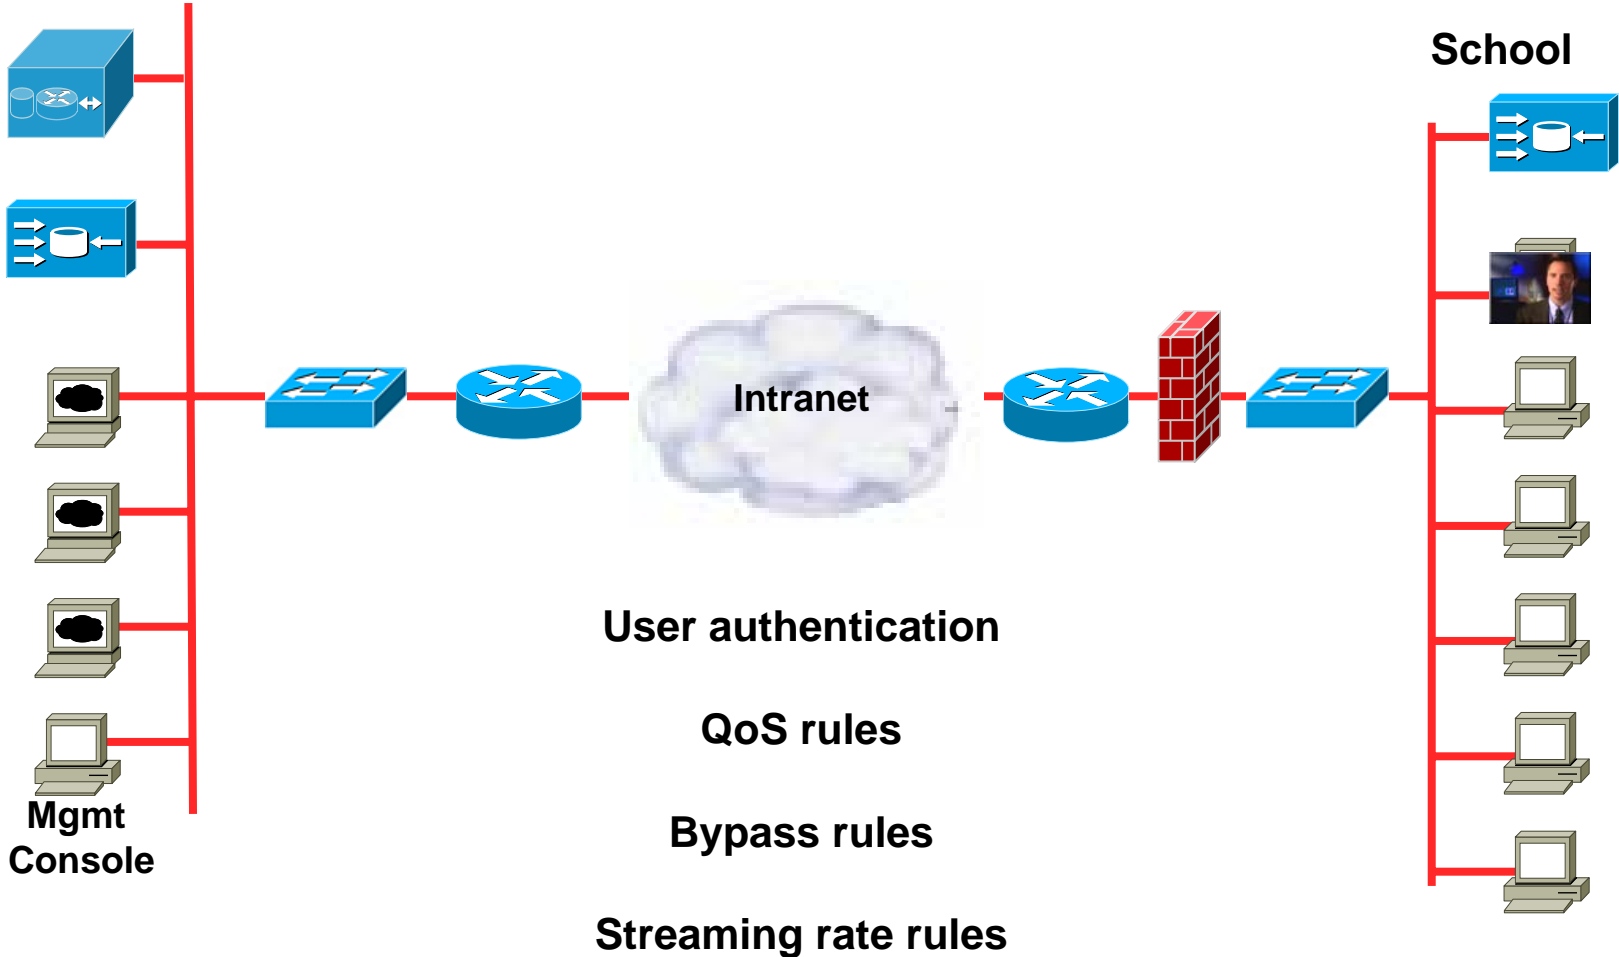 School
Intranet
User authentication
QoS rules
Bypass rules
Streaming rate rules
Mgmt
Console